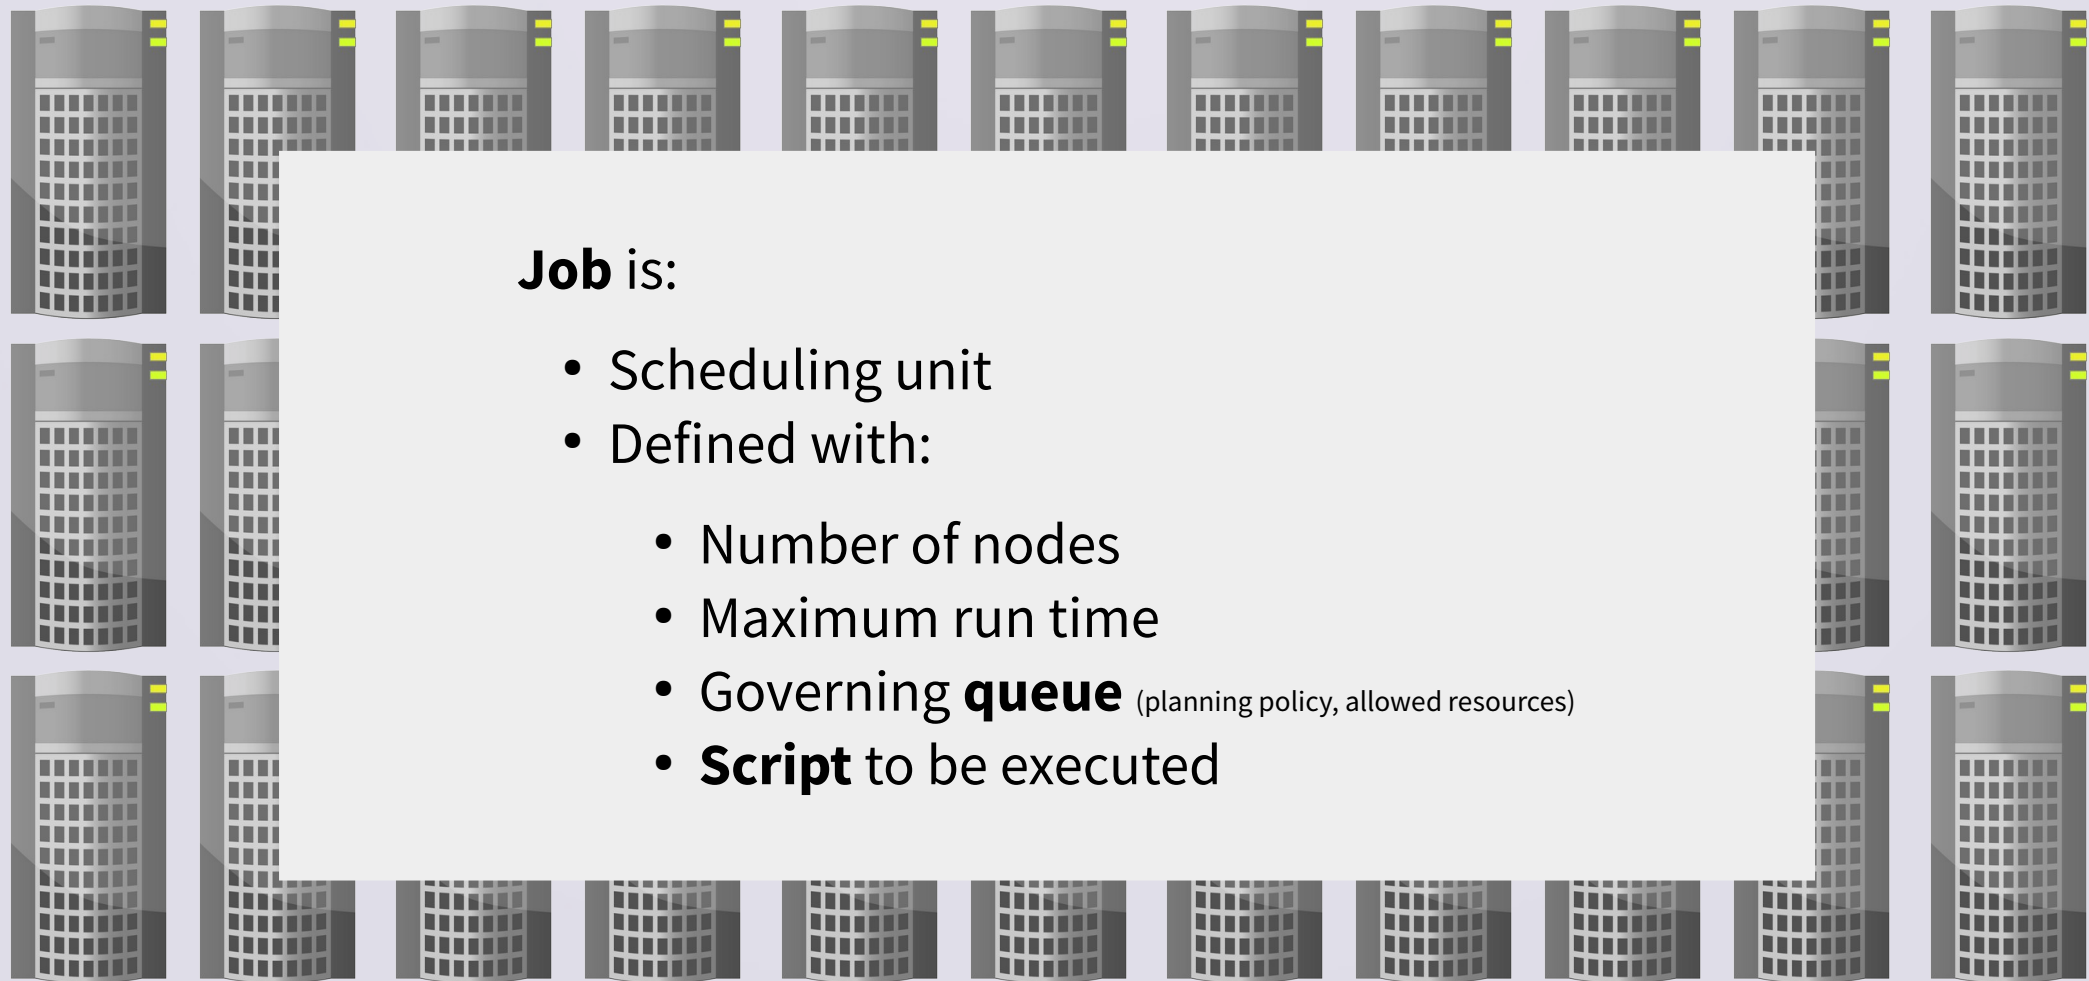 Job is:
• Scheduling unit
• Defined with:
• Number of nodes
• Maximum run time
• Governing queue (planning policy, allowed resources)
• Script to be executed